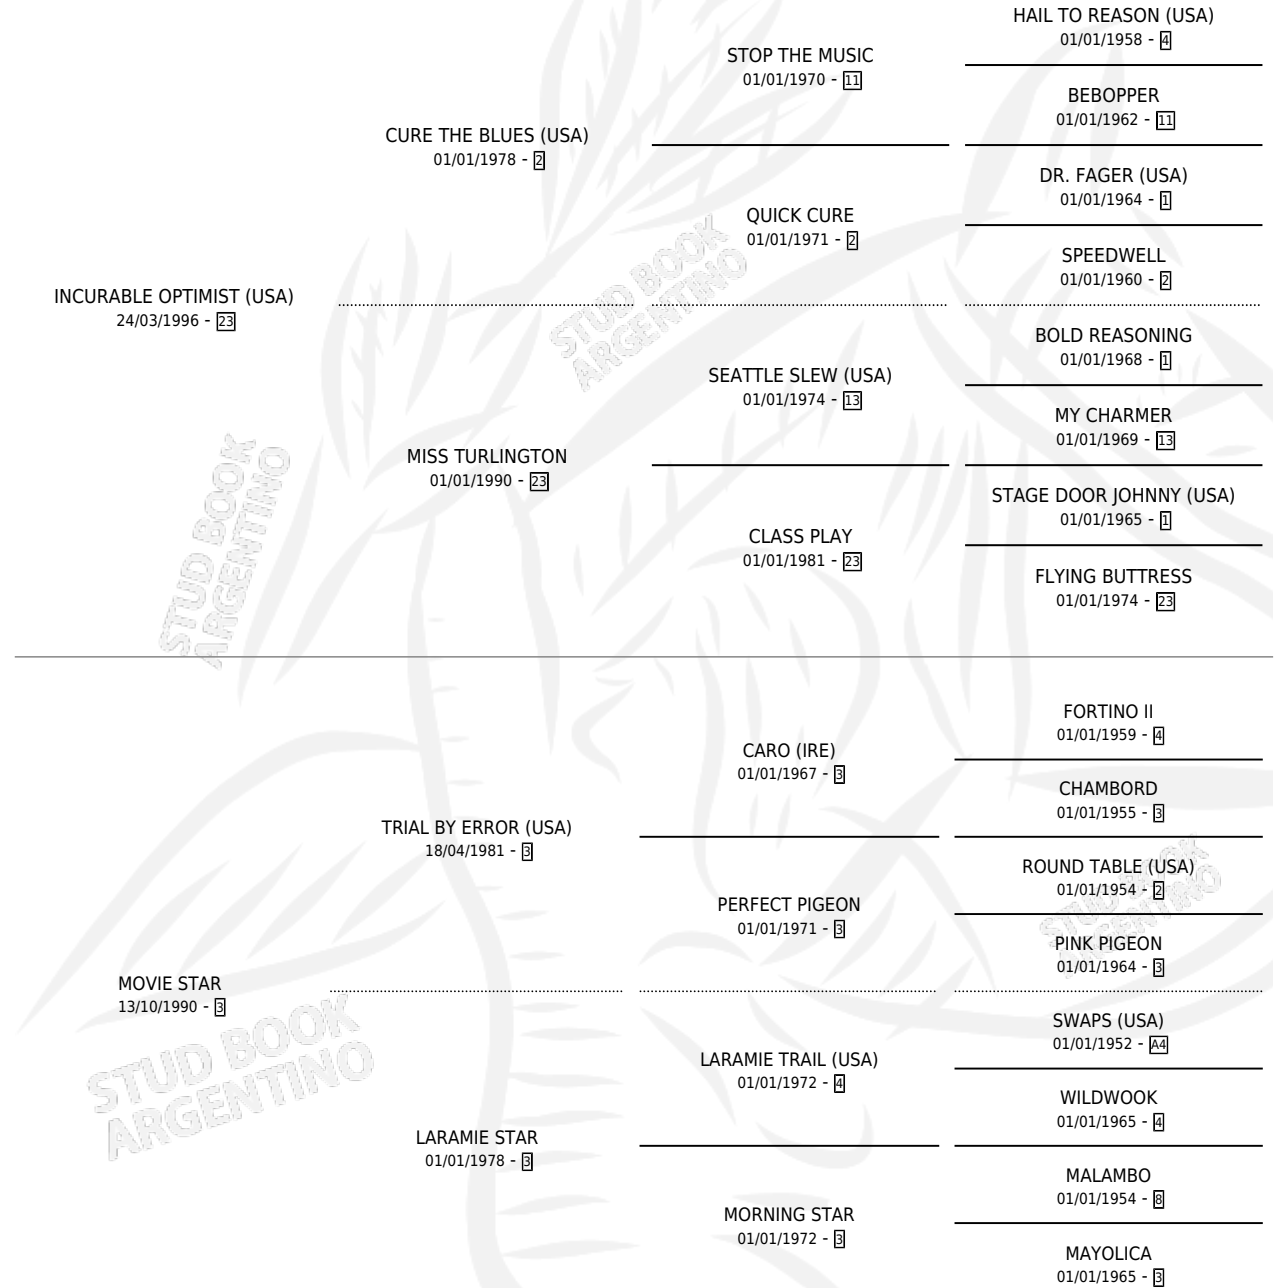 HAIL TO REASON (USA)
01/01/1958 - 4
STOP THE MUSIC
01/01/1970 - 11
BEBOPPER
01/01/1962 - 11
CURE THE BLUES (USA)
01/01/1978 - 2
DR. FAGER (USA)
01/01/1964 - 1
QUICK CURE
01/01/1971 - 2
SPEEDWELL
01/01/1960 - 2
INCURABLE OPTIMIST (USA)
24/03/1996 - 23
STUD BOOK
ARGENTINO
BOLD REASONING
01/01/1968 - 1
SEATTLE SLEW (USA)
01/01/1974 - 13
MY CHARMER
01/01/1969 - 13
MISS TURLINGTON
01/01/1990 - 23
STAGE DOOR JOHNNY (USA)
01/01/1965 - 1
CLASS PLAY
01/01/1981 - 23
FLYING BUTTRESS
01/01/1974 - 23
STUD BOOK
ARGENTINO
FORTINO II
01/01/1959 - 4
CARO (IRE)
01/01/1967 - 3
CHAMBORD
01/01/1955 - 3
TRIAL BY ERROR (USA)
18/04/1981 - 3
ROUND TABLE (USA)
01/01/1954 - 2
PERFECT PIGEON
01/01/1971 - 3
STUD BOOK
ARGENTINO
PINK PIGEON
01/01/1964 - 3
MOVIE STAR
13/10/1990 - 3
SWAPS (USA)
01/01/1952 - A4
STUD BOOK
ARGENTINO
LARAMIE TRAIL (USA)
01/01/1972 - 4
WILDWOOK
01/01/1965 - 4
LARAMIE STAR
01/01/1978 - 3
MALAMBO
01/01/1954 - 8
MORNING STAR
01/01/1972 - 3
MAYOLICA
01/01/1965 - 3